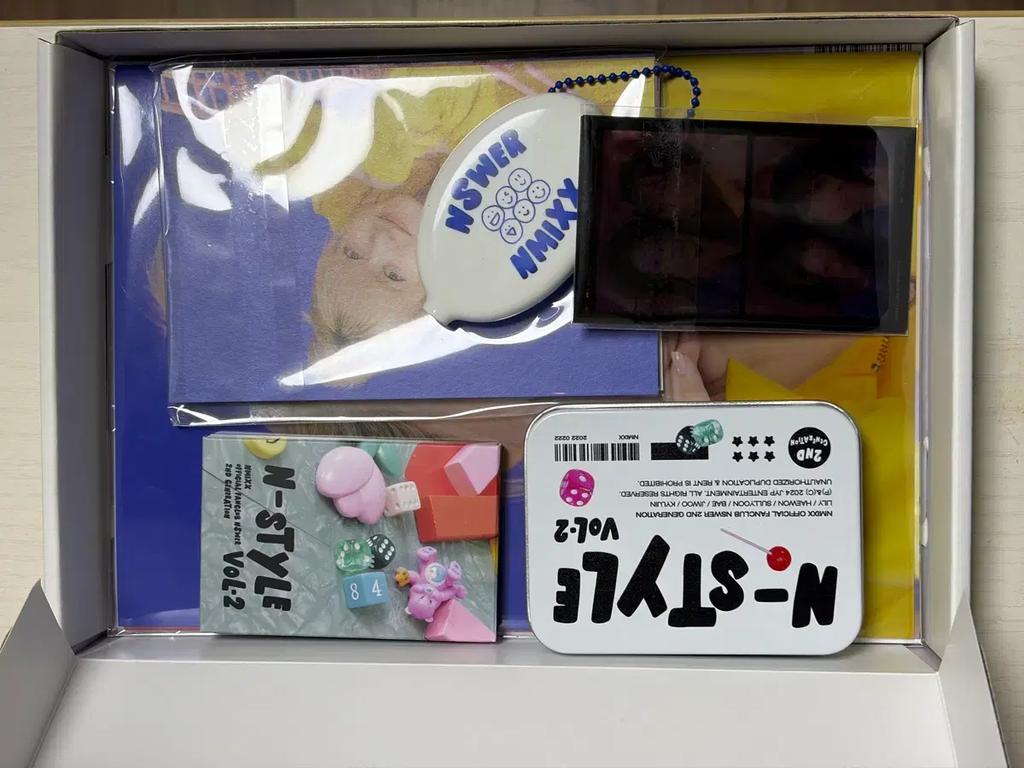 NSWER
NMIXX
N-STYLE
VOL-2
NMIXX
OFFICIAL FANCLUB NSWER
2ND GENERATION
8 4
N-STYLE
VOL-2
NMIXX OFFICIAL FANCLUB NSWER 2ND GENERATION
LILY / HAEWON / SULLYOON / BAE / JIWOO / KYUJIN
(P)&(C) 2024 JYP ENTERTAINMENT. ALL RIGHTS RESERVED.
UNAUTHORIZED DUPLICATION & RENT IS PROHIBITED.
2ND
GENERATION
NMIXX
2022 0222